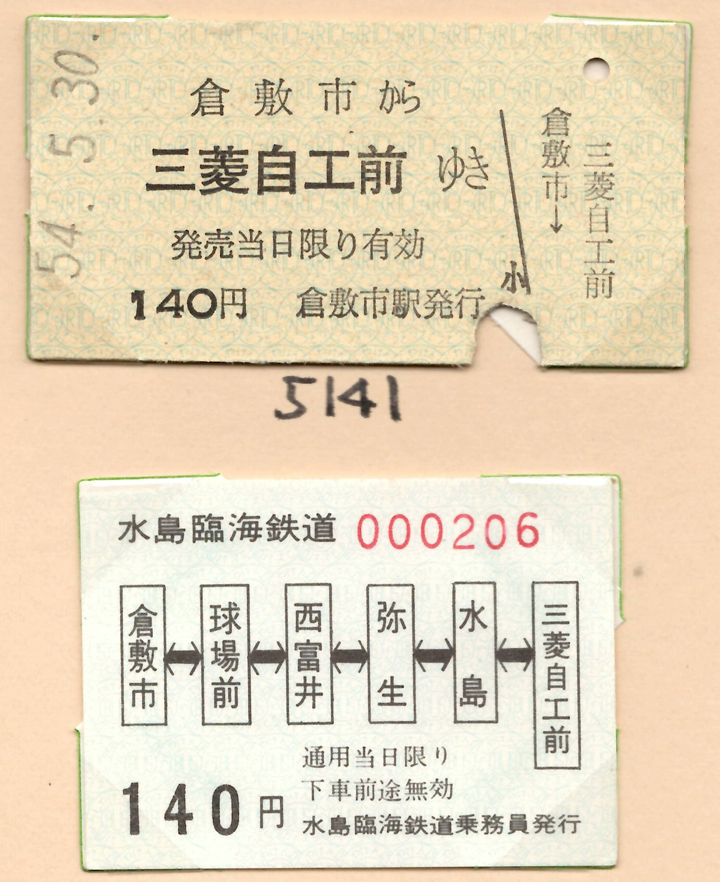 54.5.30.
倉敷市から
三菱自工前 ゆき
発売当日限り有効
140円 倉敷市駅発行
小
三菱自工前
倉敷市→
5141
水島臨海鉄道 000206
倉敷市↔球場前↔西富井↔弥生↔水島↔三菱自工前
通用当日限り
下車前途無効
140円
水島臨海鉄道乗務員発行